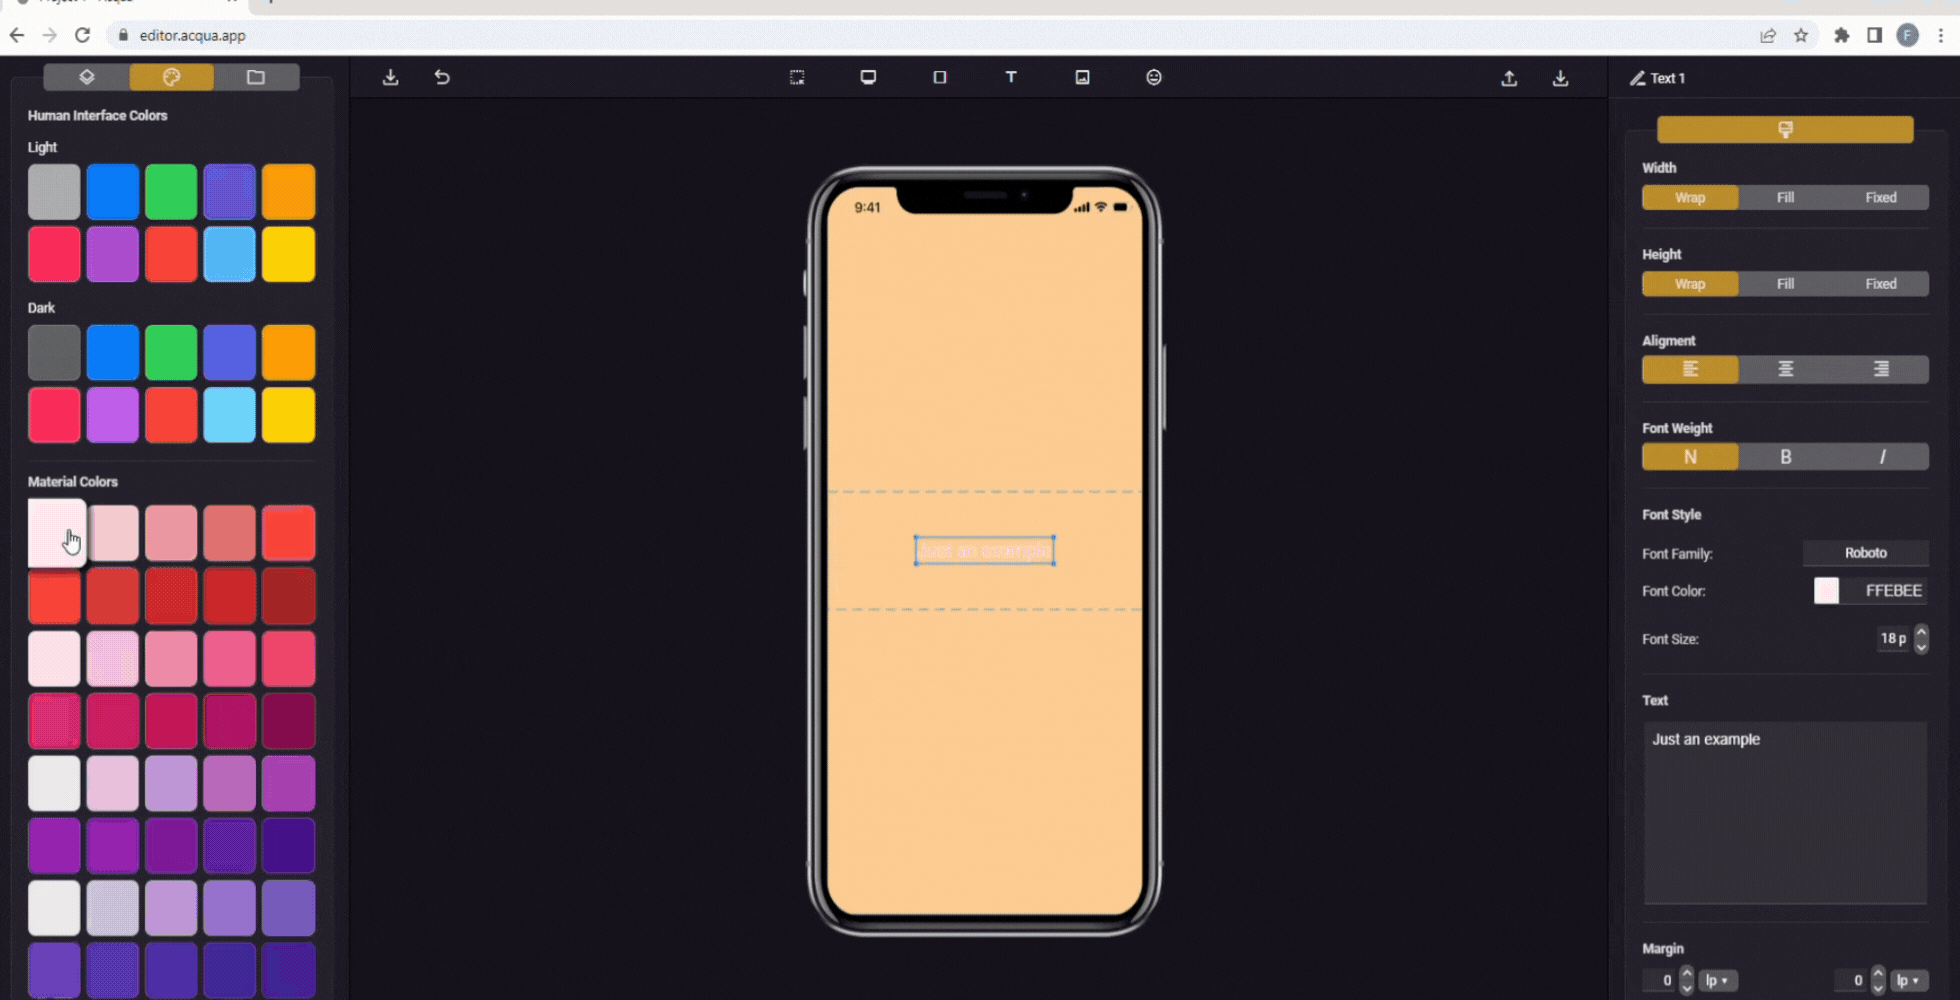 editor.acqua.app
F
T
Text 1
Human Interface Colors
Light
Dark
Material Colors
9:41
Just an example
Width
Wrap Fill Fixed
Height
Wrap Fill Fixed
Aligment
Font Weight
N B I
Font Style
Font Family: Roboto
Font Color: FFEBEE
Font Size: 18 p
Text
Just an example
Margin
0 lp 0 lp